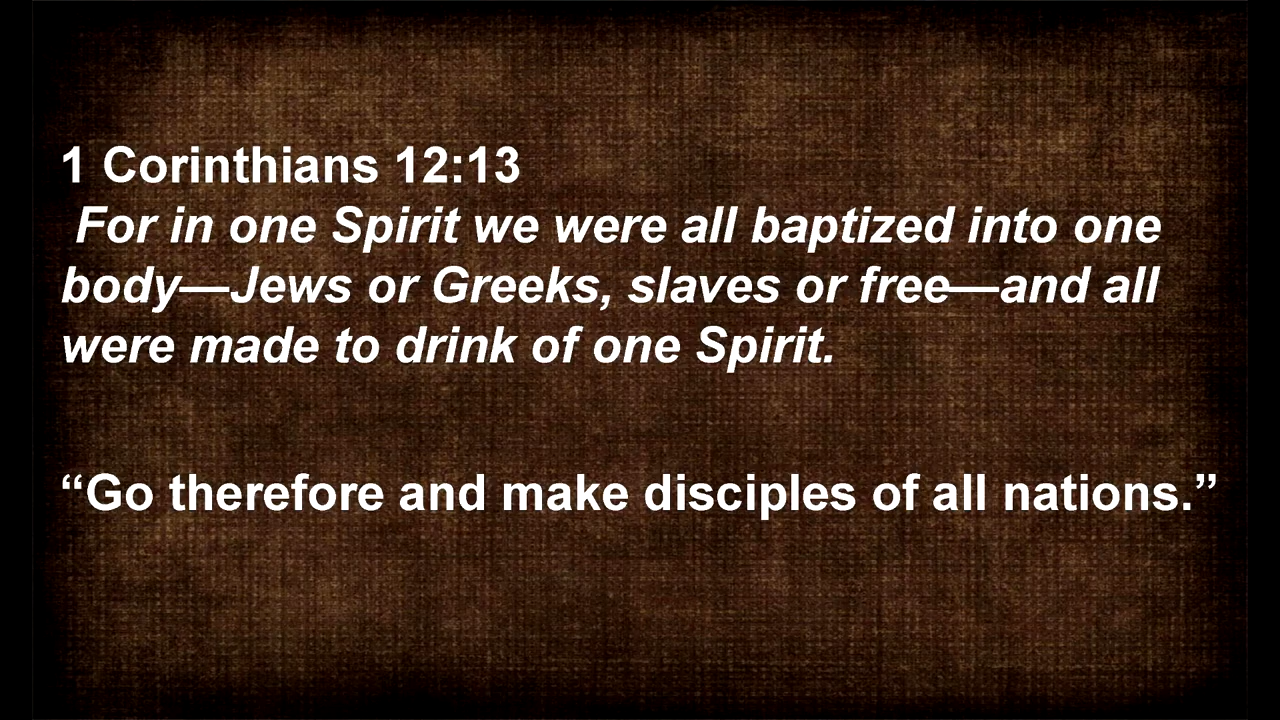 1 Corinthians 12:13
For in one Spirit we were all baptized into one
body—Jews or Greeks, slaves or free—and all
were made to drink of one Spirit.
“Go therefore and make disciples of all nations.”